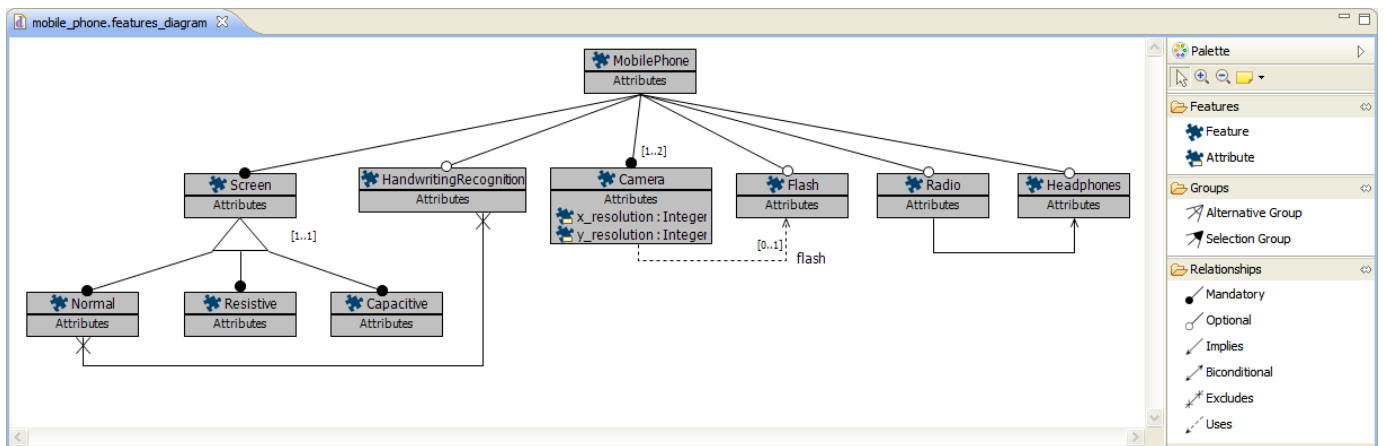 mobile_phone.features_diagram
MobilePhone
Attributes
[1..2]
Screen
Attributes
HandwritingRecognition
Attributes
Camera
Attributes
x_resolution : Integer
y_resolution : Integer
Flash
Attributes
Radio
Attributes
Headphones
Attributes
[1..1]
[0..1]
flash
Normal
Attributes
Resistive
Attributes
Capacitive
Attributes
Palette
Features
Feature
Attribute
Groups
Alternative Group
Selection Group
Relationships
Mandatory
Optional
Implies
Biconditional
Excludes
Uses